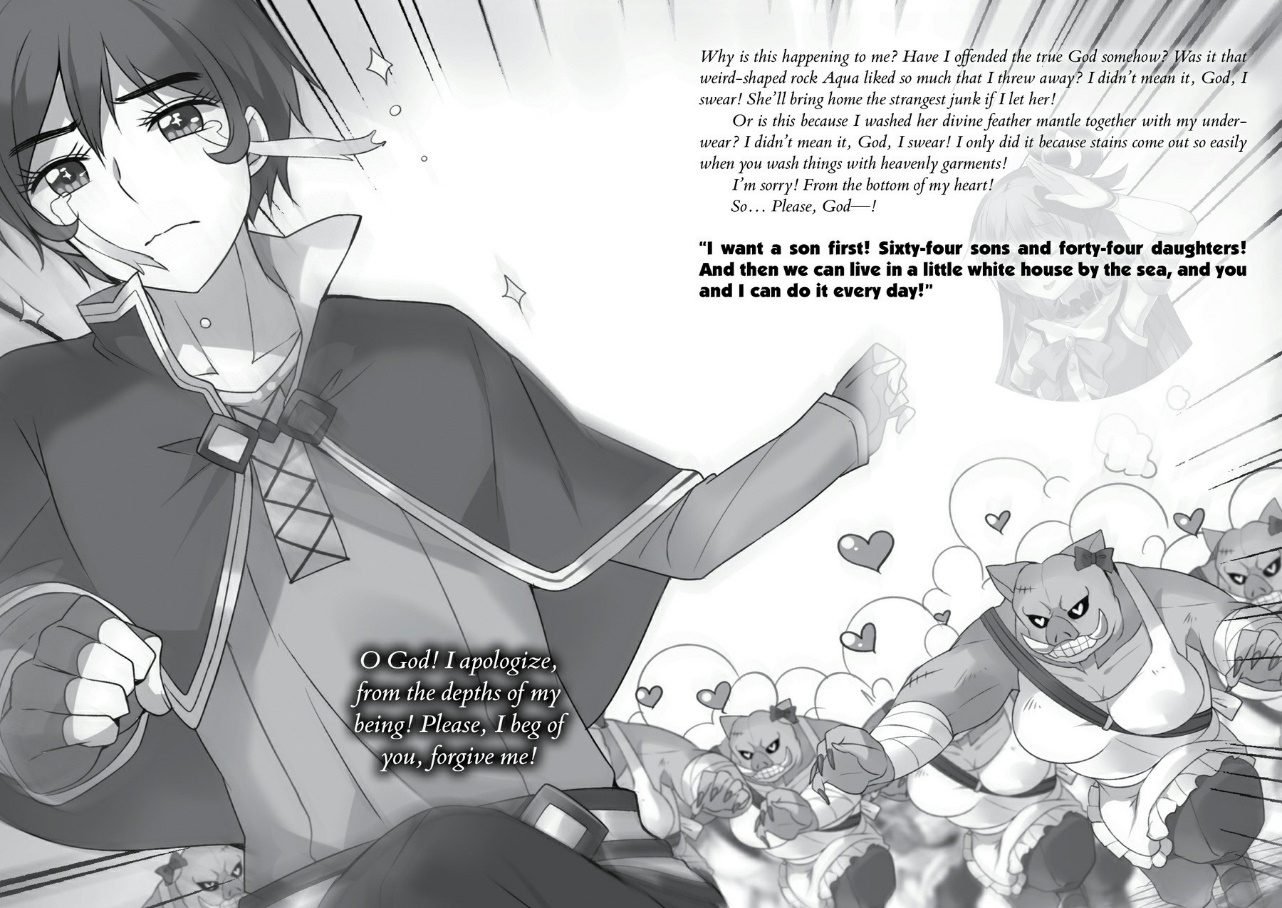 Why is this happening to me? Have I offended the true God somehow? Was it that
weird-shaped rock Aqua liked so much that I threw away? I didn't mean it, God, I
swear! She'll bring home the strangest junk if I let her!
Or is this because I washed her divine feather mantle together with my under-
wear? I didn't mean it, God, I swear! I only did it because stains come out so easily
when you wash things with heavenly garments!
I'm sorry! From the bottom of my heart!
So... Please, God—!
"I want a son first! Sixty-four sons and forty-four daughters!
And then we can live in a little white house by the sea, and you
and I can do it every day!"
O God! I apologize,
from the depths of my
being! Please, I beg of
you, forgive me!